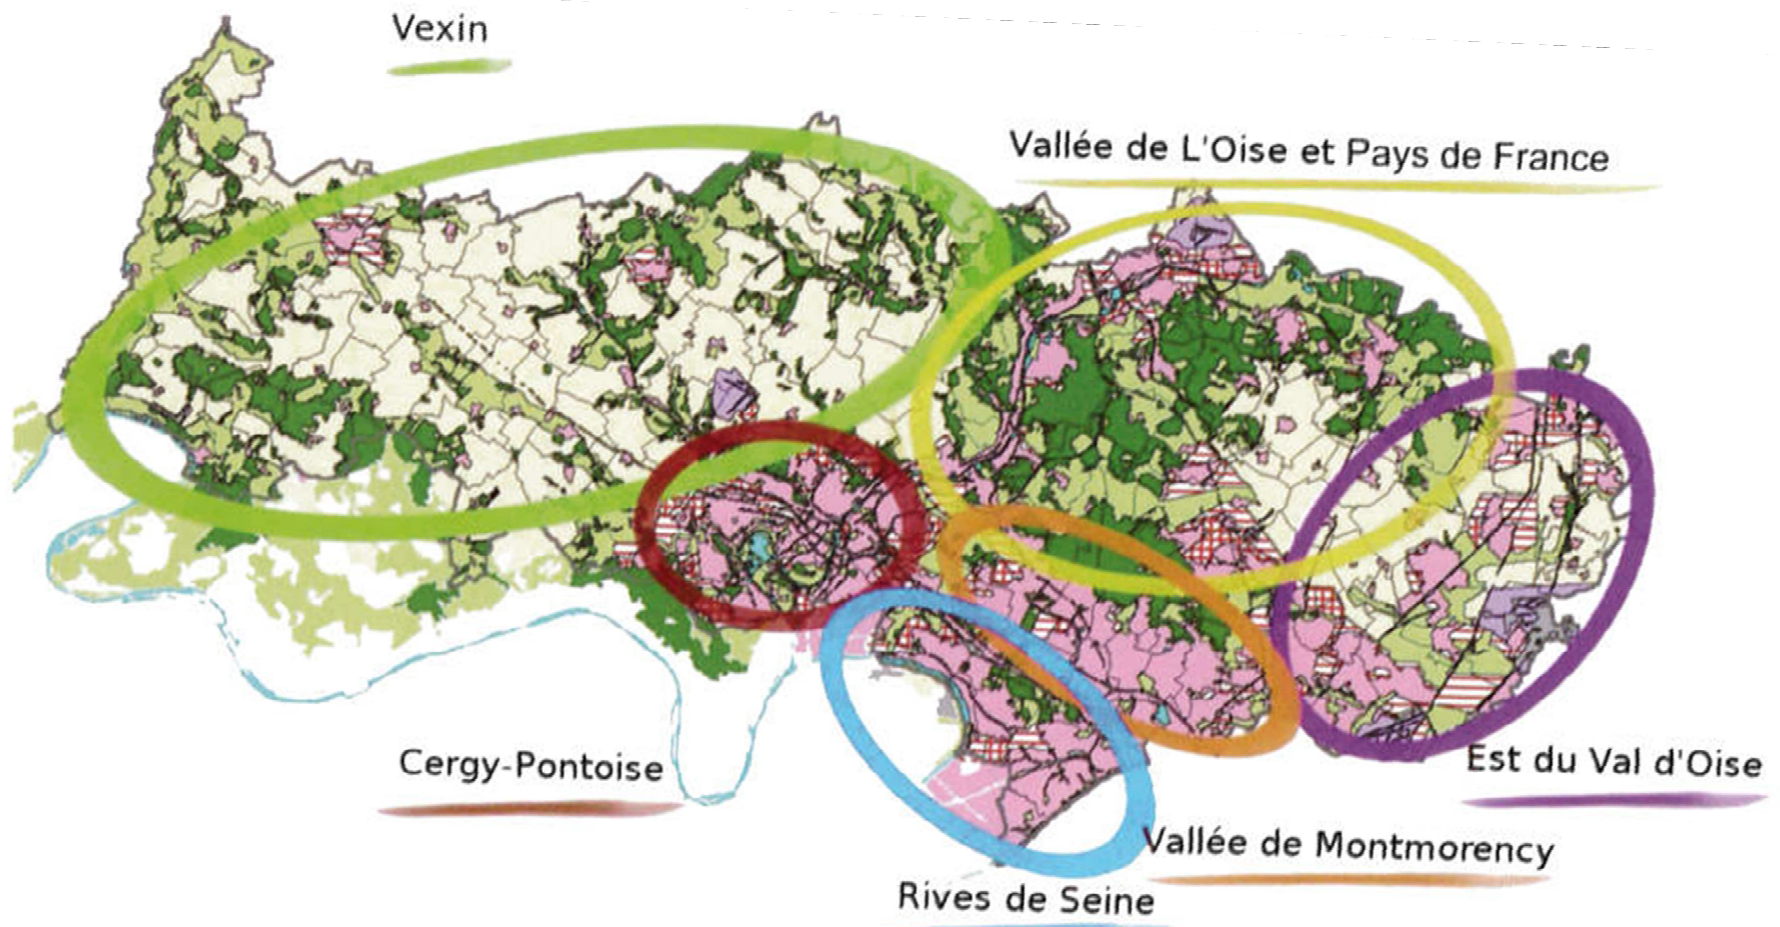 Vexin
Vallée de L'Oise et Pays de France
Cergy-Pontoise
Est du Val d'Oise
Vallée de Montmorency
Rives de Seine